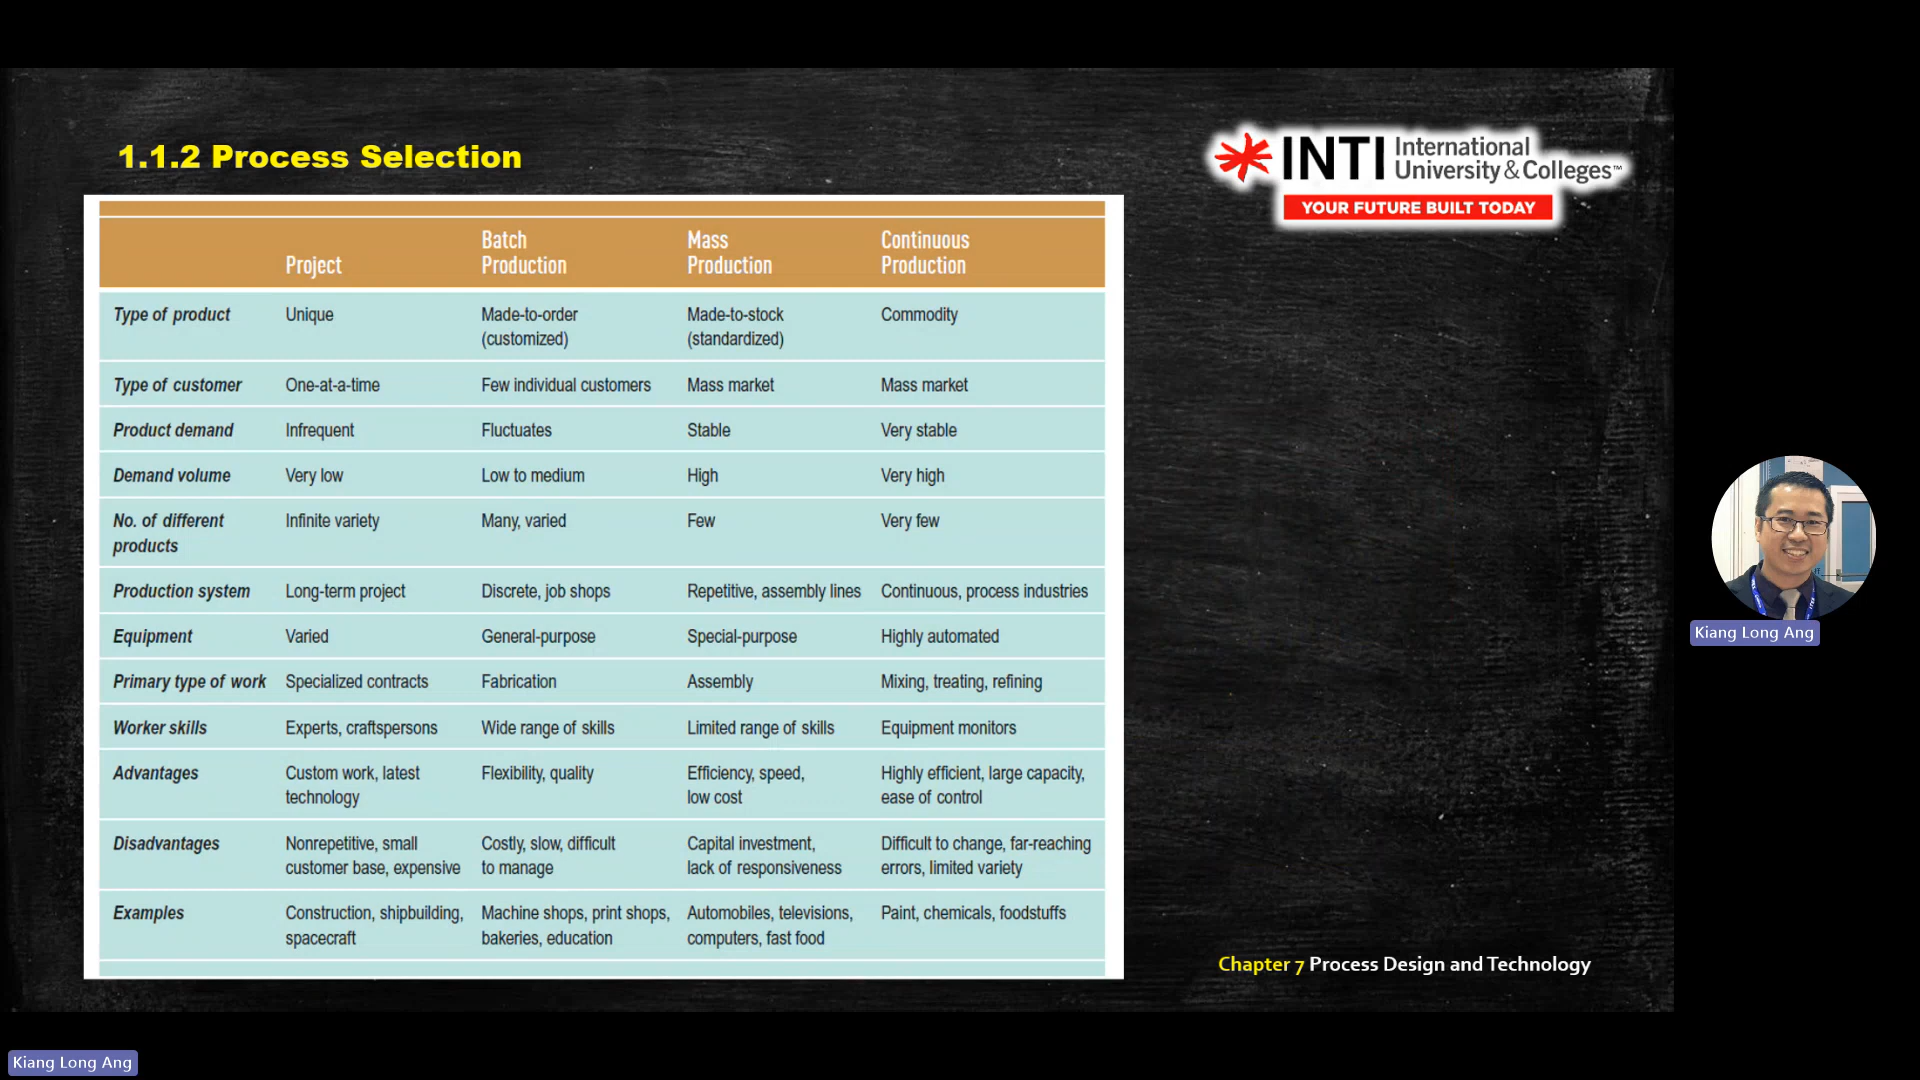 1.1.2 Process Selection
INTI International
University & Colleges™
YOUR FUTURE BUILT TODAY
Project Batch Production Mass Production Continuous Production
Type of product Unique Made-to-order (customized) Made-to-stock (standardized) Commodity
Type of customer One-at-a-time Few individual customers Mass market Mass market
Product demand Infrequent Fluctuates Stable Very stable
Demand volume Very low Low to medium High Very high
No. of different products Infinite variety Many, varied Few Very few
Production system Long-term project Discrete, job shops Repetitive, assembly lines Continuous, process industries
Equipment Varied General-purpose Special-purpose Highly automated
Primary type of work Specialized contracts Fabrication Assembly Mixing, treating, refining
Worker skills Experts, craftspersons Wide range of skills Limited range of skills Equipment monitors
Advantages Custom work, latest technology Flexibility, quality Efficiency, speed, low cost Highly efficient, large capacity, ease of control
Disadvantages Nonrepetitive, small customer base, expensive Costly, slow, difficult to manage Capital investment, lack of responsiveness Difficult to change, far-reaching errors, limited variety
Examples Construction, shipbuilding, spacecraft Machine shops, print shops, bakeries, education Automobiles, televisions, computers, fast food Paint, chemicals, foodstuffs
Chapter 7 Process Design and Technology
Kiang Long Ang
Kiang Long Ang